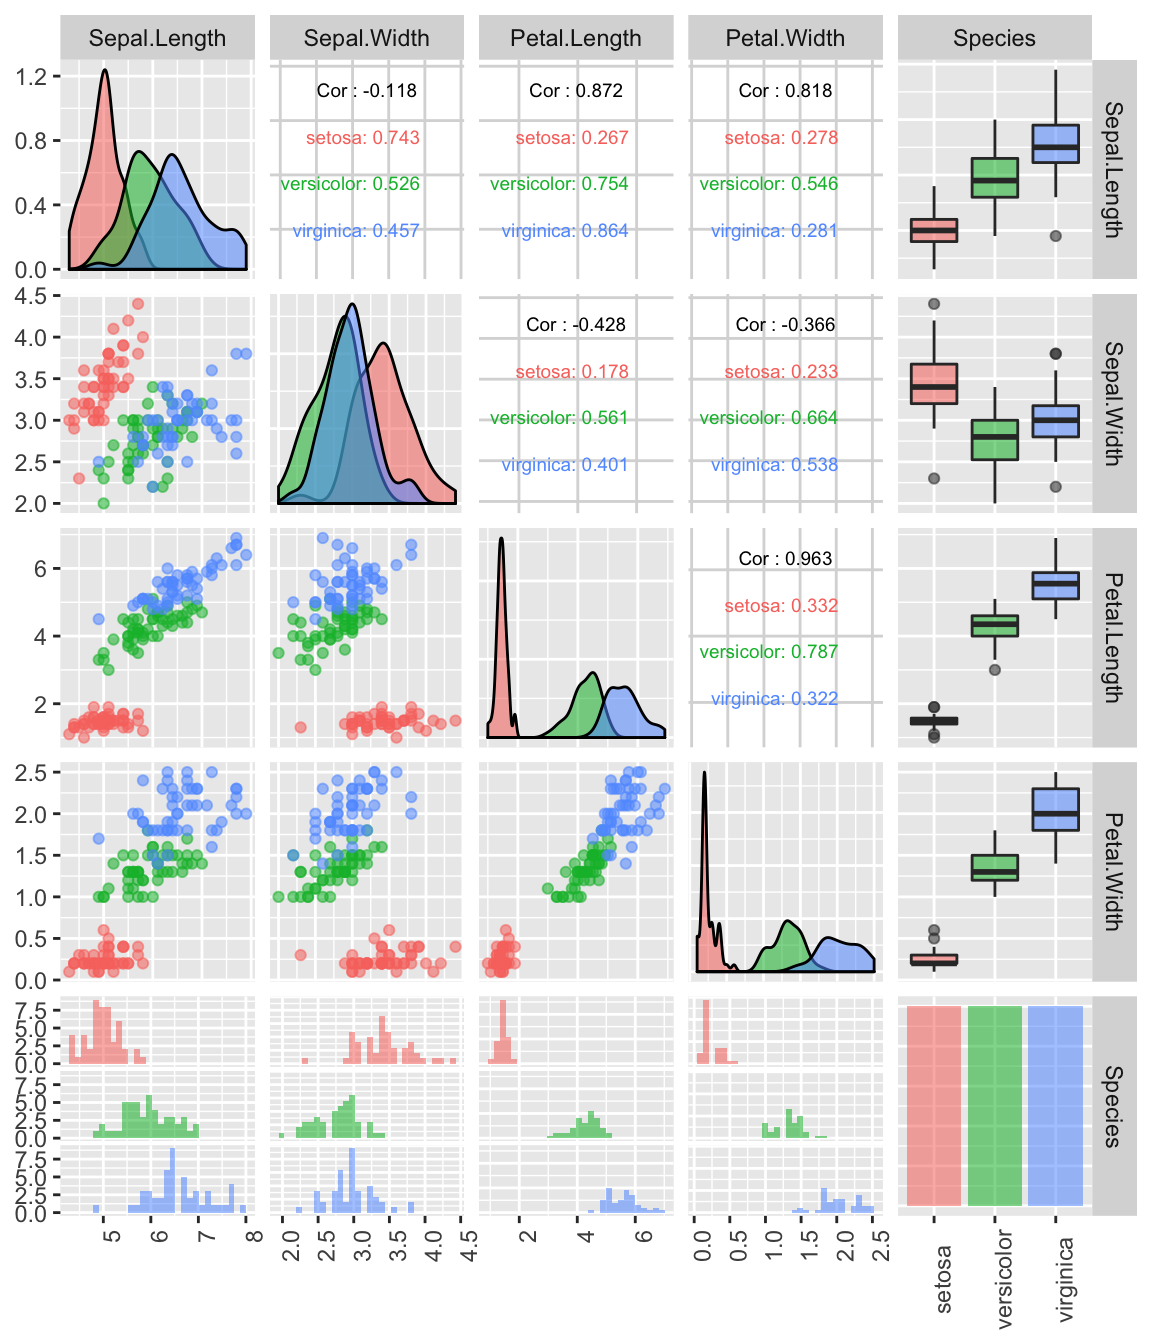 Sepal.Length Sepal.Width Petal.Length Petal.Width Species
1.2
0.8
0.4
0.0
Cor : -0.118
setosa: 0.743
versicolor: 0.526
virginica: 0.457
Cor : 0.872
setosa: 0.267
versicolor: 0.754
virginica: 0.864
Cor : 0.818
setosa: 0.278
versicolor: 0.546
virginica: 0.281
Sepal.Length
4.5
4.0
3.5
3.0
2.5
2.0
Cor : -0.428
setosa: 0.178
versicolor: 0.561
virginica: 0.401
Cor : -0.366
setosa: 0.233
versicolor: 0.664
virginica: 0.538
Sepal.Width
6
4
2
Cor : 0.963
setosa: 0.332
versicolor: 0.787
virginica: 0.322
Petal.Length
2.5
2.0
1.5
1.0
0.5
0.0
Petal.Width
7.5
5.0
2.5
0.0
7.5
5.0
2.5
0.0
7.5
5.0
2.5
0.0
Species
5 6 7 8
2.0 2.5 3.0 3.5 4.0 4.5
2 4 6
0.0 0.5 1.0 1.5 2.0 2.5
setosa
versicolor
virginica